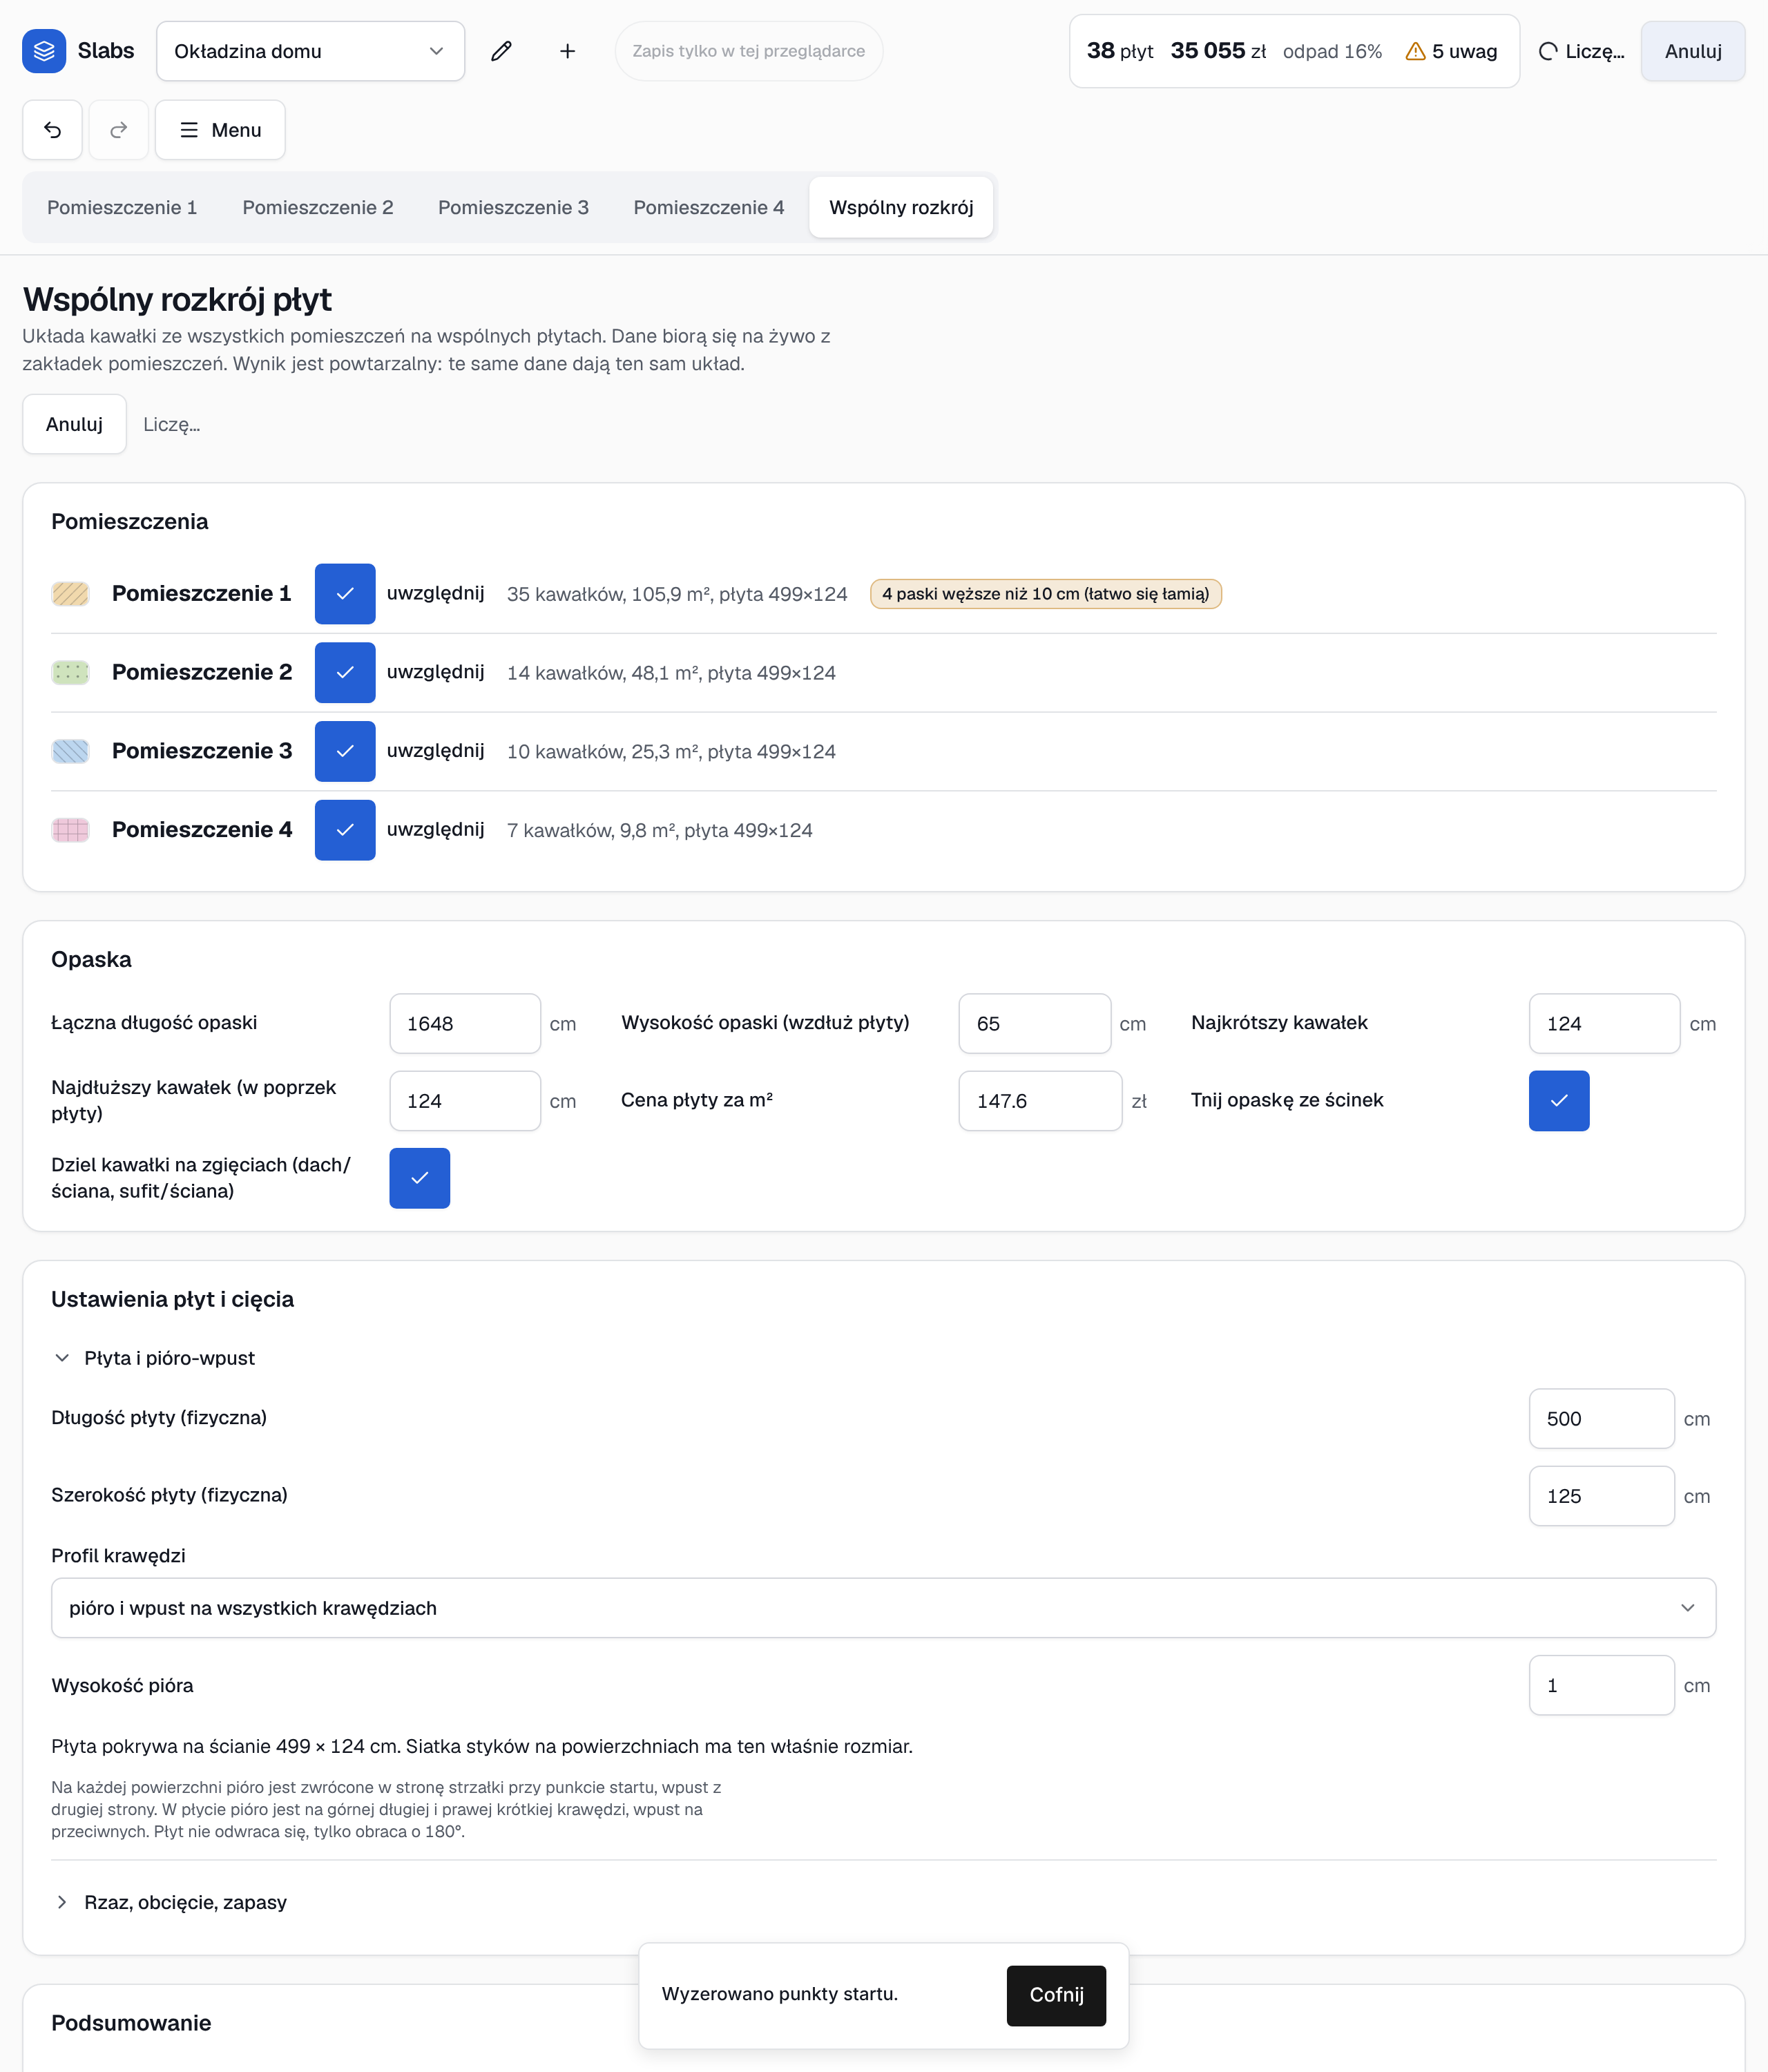 Slabs
Okładzina domu
Zapis tylko w tej przeglądarce
38 płyt 35 055 zł odpad 16% 5 uwag
Liczę...
Anuluj
Menu
Pomieszczenie 1
Pomieszczenie 2
Pomieszczenie 3
Pomieszczenie 4
Wspólny rozkrój
Wspólny rozkrój płyt
Układa kawałki ze wszystkich pomieszczeń na wspólnych płytach. Dane biorą się na żywo z
zakładek pomieszczeń. Wynik jest powtarzalny: te same dane dają ten sam układ.
Anuluj
Liczę...
Pomieszczenia
Pomieszczenie 1 uwzględnij 35 kawałków, 105,9 m², płyta 499×124 4 paski węższe niż 10 cm (łatwo się łamią)
Pomieszczenie 2 uwzględnij 14 kawałków, 48,1 m², płyta 499×124
Pomieszczenie 3 uwzględnij 10 kawałków, 25,3 m², płyta 499×124
Pomieszczenie 4 uwzględnij 7 kawałków, 9,8 m², płyta 499×124
Opaska
Łączna długość opaski 1648 cm
Wysokość opaski (wzdłuż płyty) 65 cm
Najkrótszy kawałek 124 cm
Najdłuższy kawałek (w poprzek
płyty) 124 cm
Cena płyty za m² 147.6 zł
Tnij opaskę ze ścinek
Dziel kawałki na zgięciach (dach/
ściana, sufit/ściana)
Ustawienia płyt i cięcia
Płyta i pióro-wpust
Długość płyty (fizyczna) 500 cm
Szerokość płyty (fizyczna) 125 cm
Profil krawędzi
pióro i wpust na wszystkich krawędziach
Wysokość pióra 1 cm
Płyta pokrywa na ścianie 499 × 124 cm. Siatka styków na powierzchniach ma ten właśnie rozmiar.
Na każdej powierzchni pióro jest zwrócone w stronę strzałki przy punkcie startu, wpust z
drugiej strony. W płycie pióro jest na górnej długiej i prawej krótkiej krawędzi, wpust na
przeciwnych. Płyt nie odwraca się, tylko obraca o 180°.
Rzaz, obcięcie, zapasy
Wyzerowano punkty startu.
Cofnij
Podsumowanie